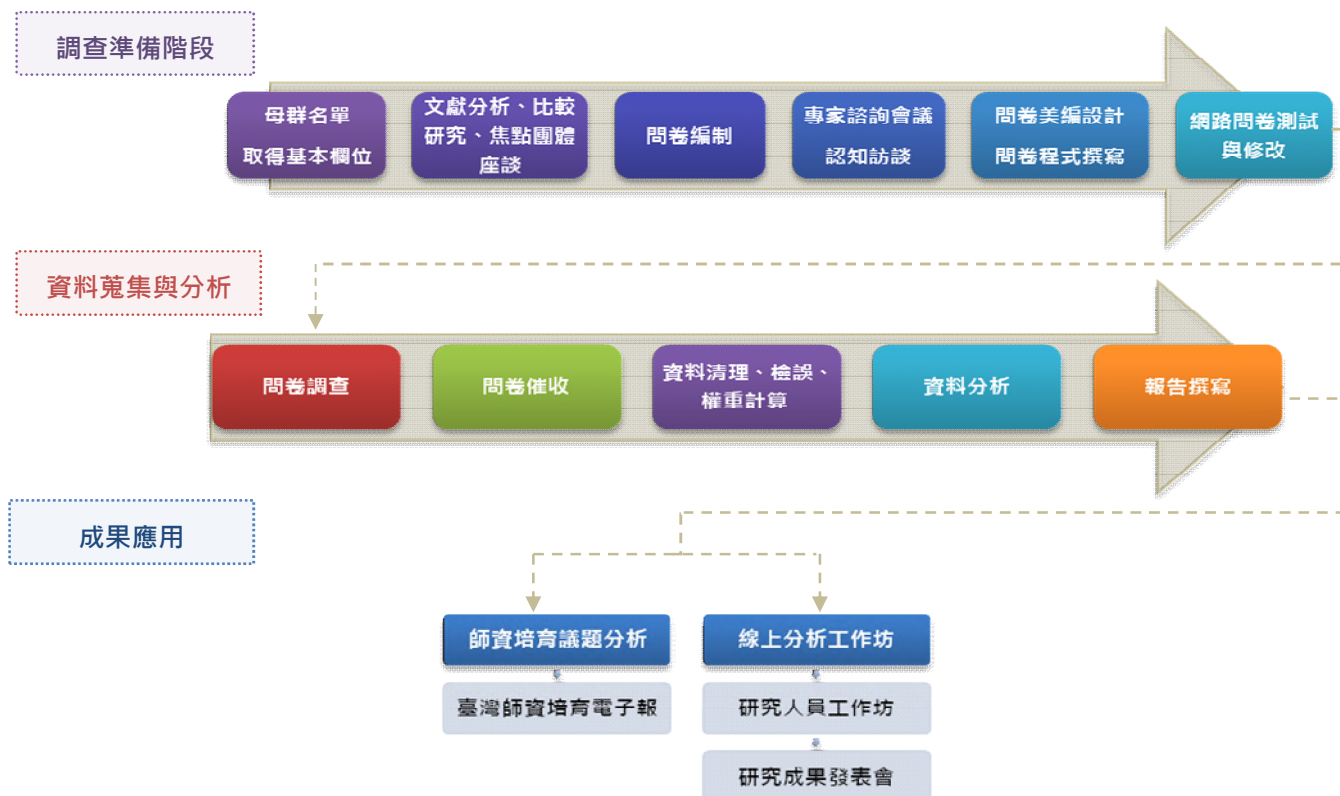 調查準備階段
母群名單
取得基本欄位
文獻分析、比較
研究、焦點團體
座談
問卷編制
專家諮詢會議
認知訪談
問卷美編設計
問卷程式撰寫
網路問卷測試
與修改
資料蒐集與分析
問卷調查
問卷催收
資料清理、檢誤、
權重計算
資料分析
報告撰寫
成果應用
師資培育議題分析
臺灣師資培育電子報
線上分析工作坊
研究人員工作坊
研究成果發表會